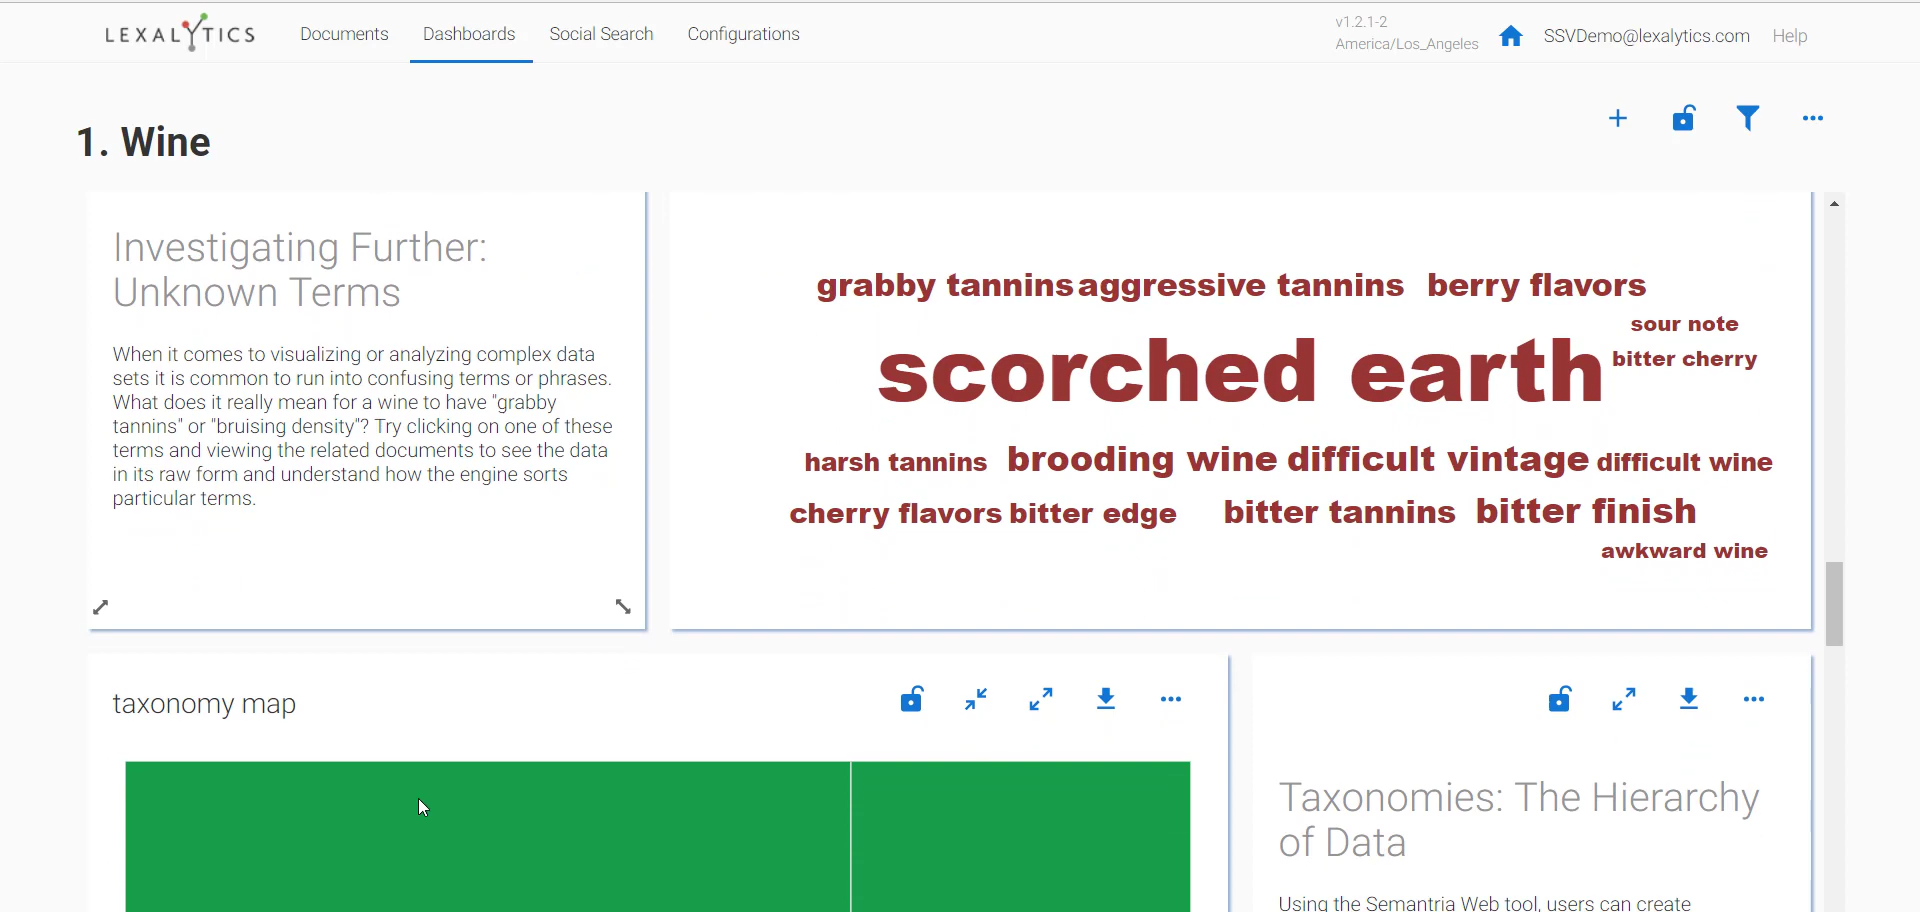 LEXALYTICS Documents Dashboards Social Search Configurations
v1.2.1-2
America/Los_Angeles
SSVDemo@lexalytics.com Help
1. Wine
Investigating Further:
Unknown Terms
When it comes to visualizing or analyzing complex data
sets it is common to run into confusing terms or phrases.
What does it really mean for a wine to have "grabby
tannins" or "bruising density"? Try clicking on one of these
terms and viewing the related documents to see the data
in its raw form and understand how the engine sorts
particular terms.
grabby tannins aggressive tannins berry flavors
sour note
scorched earth
bitter cherry
harsh tannins brooding wine difficult vintage difficult wine
cherry flavors bitter edge bitter tannins bitter finish
awkward wine
taxonomy map
Taxonomies: The Hierarchy
of Data
Using the Semantria Web tool, users can create